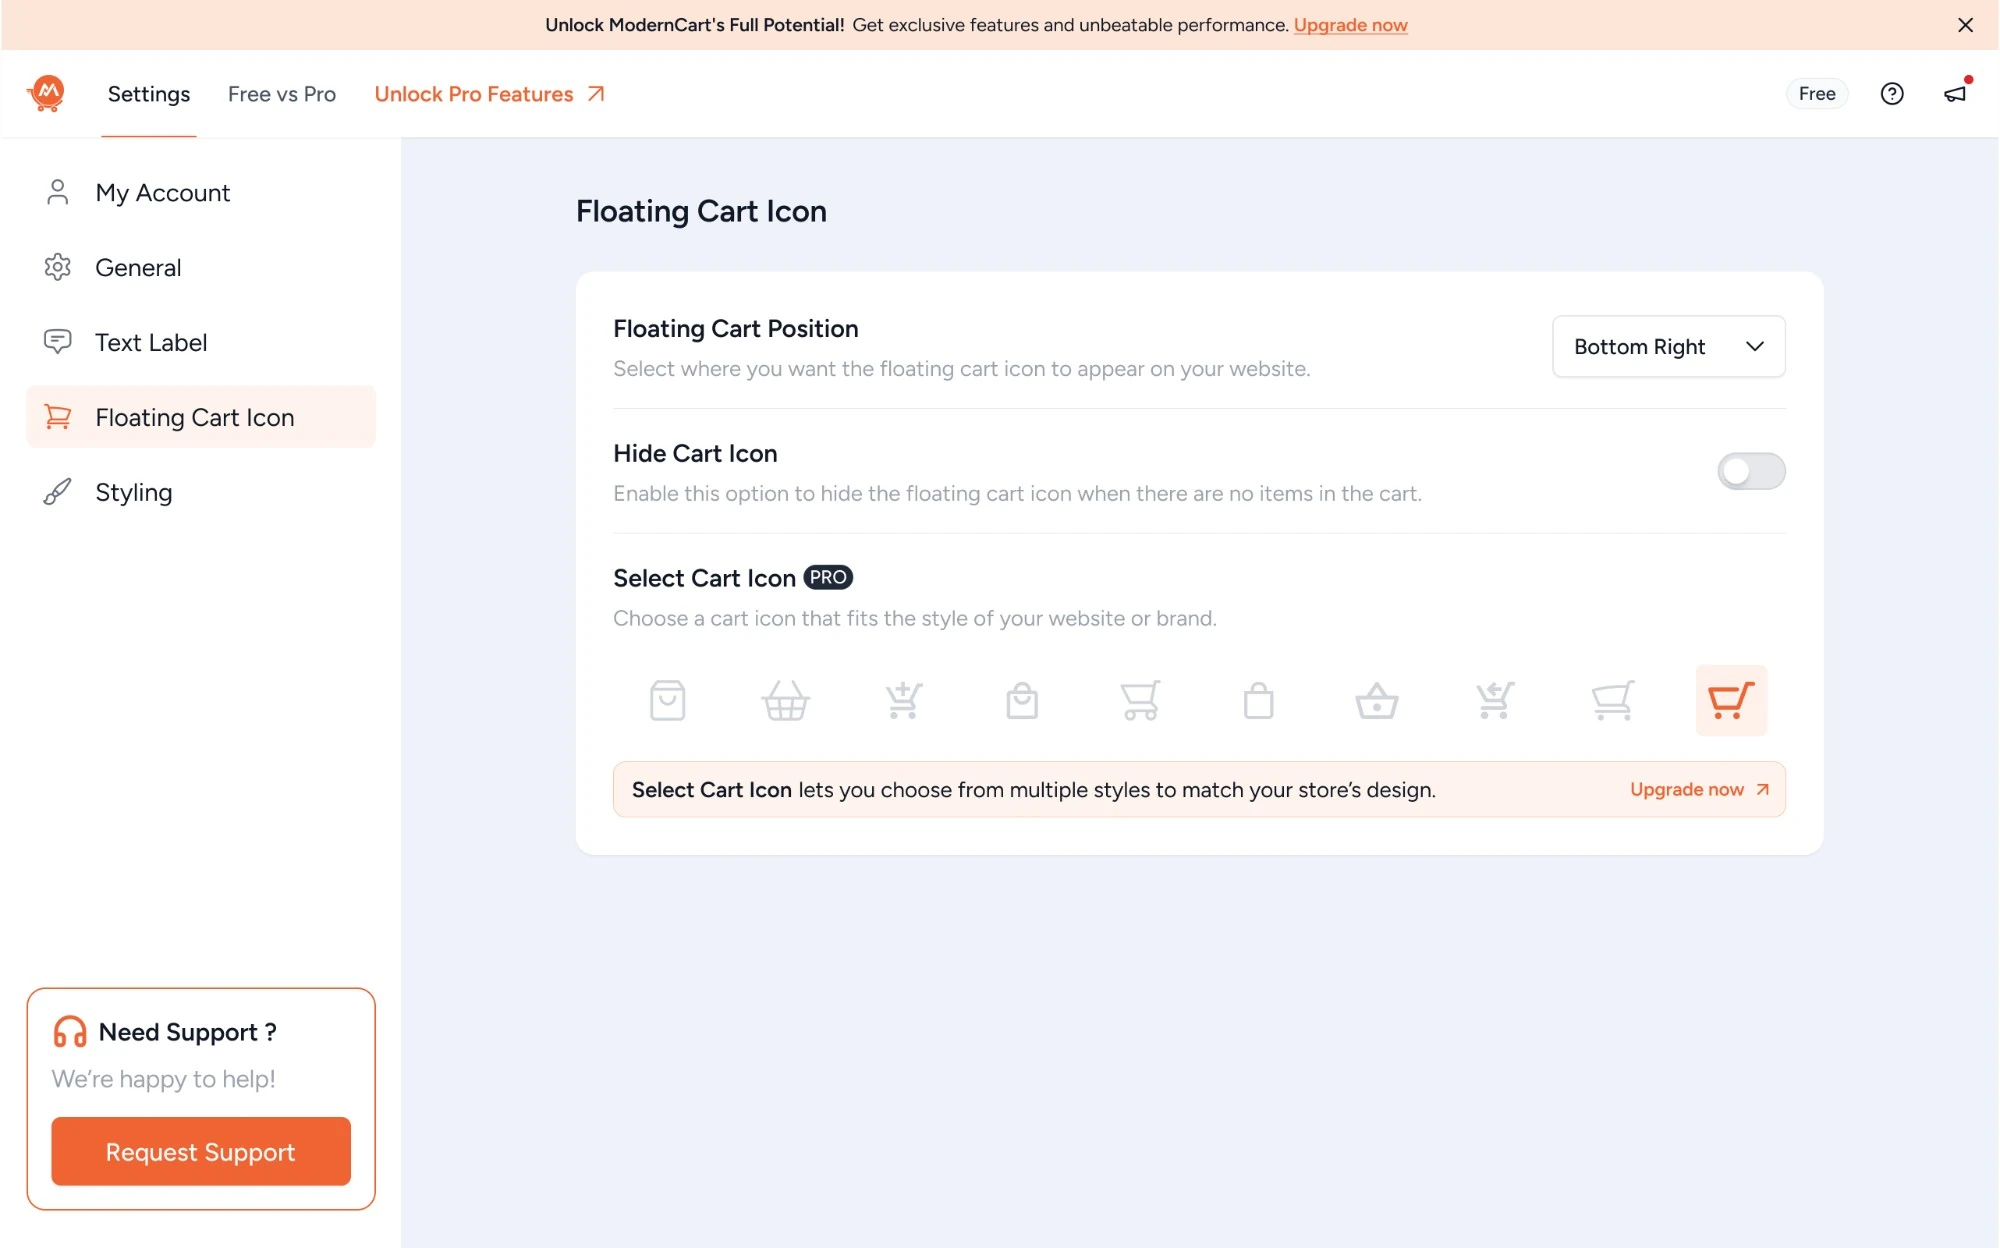 Unlock ModernCart's Full Potential! Get exclusive features and unbeatable performance. Upgrade now
Settings
Free vs Pro
Unlock Pro Features
Free
My Account
General
Text Label
Floating Cart Icon
Styling
Need Support ?
We’re happy to help!
Request Support
Floating Cart Icon
Floating Cart Position
Select where you want the floating cart icon to appear on your website.
Bottom Right
Hide Cart Icon
Enable this option to hide the floating cart icon when there are no items in the cart.
Select Cart Icon PRO
Choose a cart icon that fits the style of your website or brand.
Select Cart Icon lets you choose from multiple styles to match your store’s design.
Upgrade now